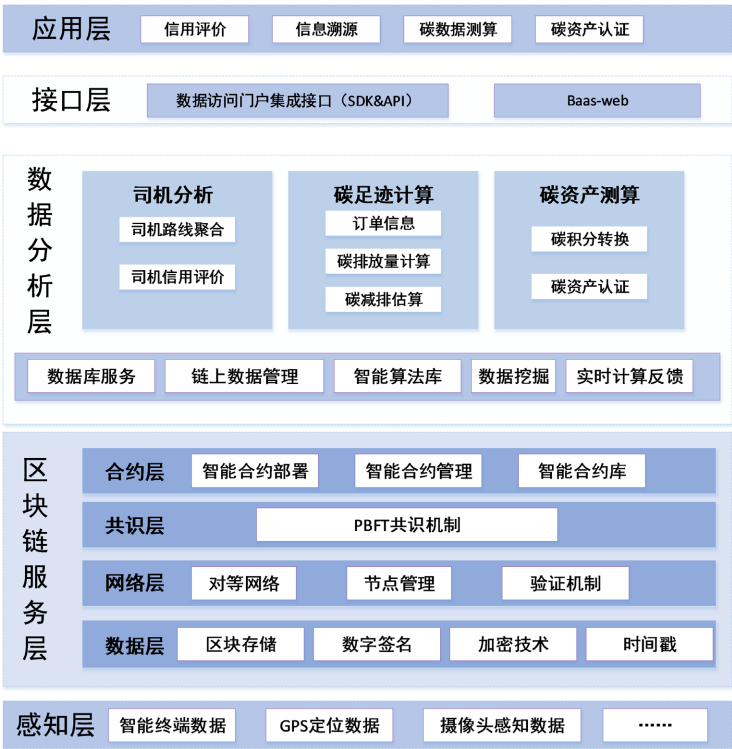 应用层 信用评价 信息溯源 碳数据测算 碳资产认证
接口层 数据访问门户集成接口（SDK&API） Baas-web
数据分析层
司机分析
司机路线聚合
司机信用评价
碳足迹计算
订单信息
碳排放量计算
碳减排估算
碳资产测算
碳积分转换
碳资产认证
数据库服务 链上数据管理 智能算法库 数据挖掘 实时计算反馈
区块链服务层
合约层 智能合约部署 智能合约管理 智能合约库
共识层 PBFT共识机制
网络层 对等网络 节点管理 验证机制
数据层 区块存储 数字签名 加密技术 时间戳
感知层 智能终端数据 GPS定位数据 摄像头感知数据 ……